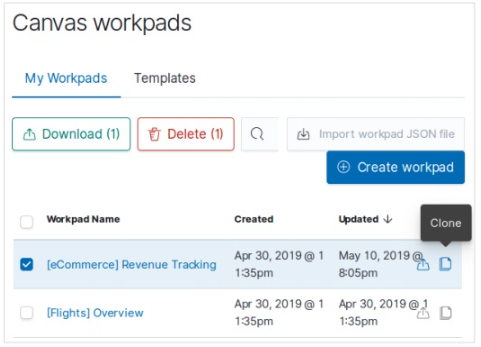 Canvas workpads
My Workpads Templates
Download (1) Delete (1) Import workpad JSON file
Create workpad
Clone
Workpad Name Created Updated
[eCommerce] Revenue Tracking Apr 30, 2019 @ 1 May 10, 2019 @
1:35pm 8:05pm
[Flights] Overview Apr 30, 2019 @ 1 Apr 30, 2019 @ 1
1:35pm 1:35pm